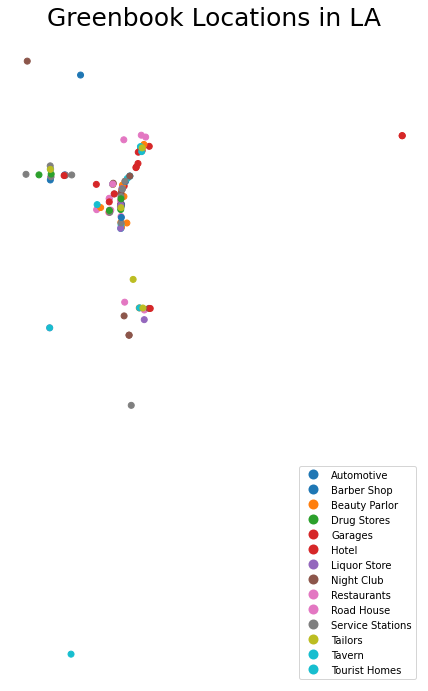 Greenbook Locations in LA
Automotive
Barber Shop
Beauty Parlor
Drug Stores
Garages
Hotel
Liquor Store
Night Club
Restaurants
Road House
Service Stations
Tailors
Tavern
Tourist Homes